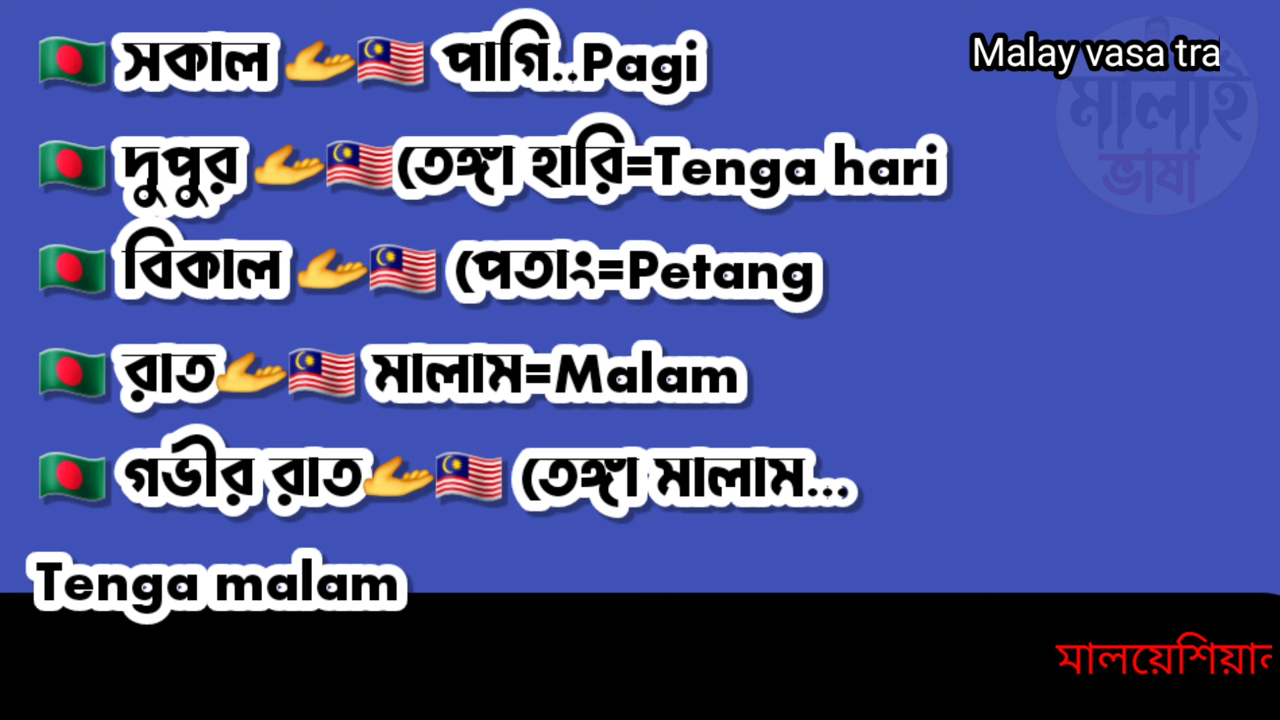 🇧🇩 সকাল 🫴🇲🇾 পাগি..Pagi
Malay vasa tra
🇧🇩 দুপুর 🫴🇲🇾তেঙ্গা হারি=Tenga hari
মালাই
ভাষা
🇧🇩 বিকাল 🫴🇲🇾 পেতাং=Petang
🇧🇩 রাত🫴🇲🇾 মালাম=Malam
🇧🇩 গভীর রাত🫴🇲🇾 তেঙ্গা মালাম...
Tenga malam
মালয়েশিয়ান